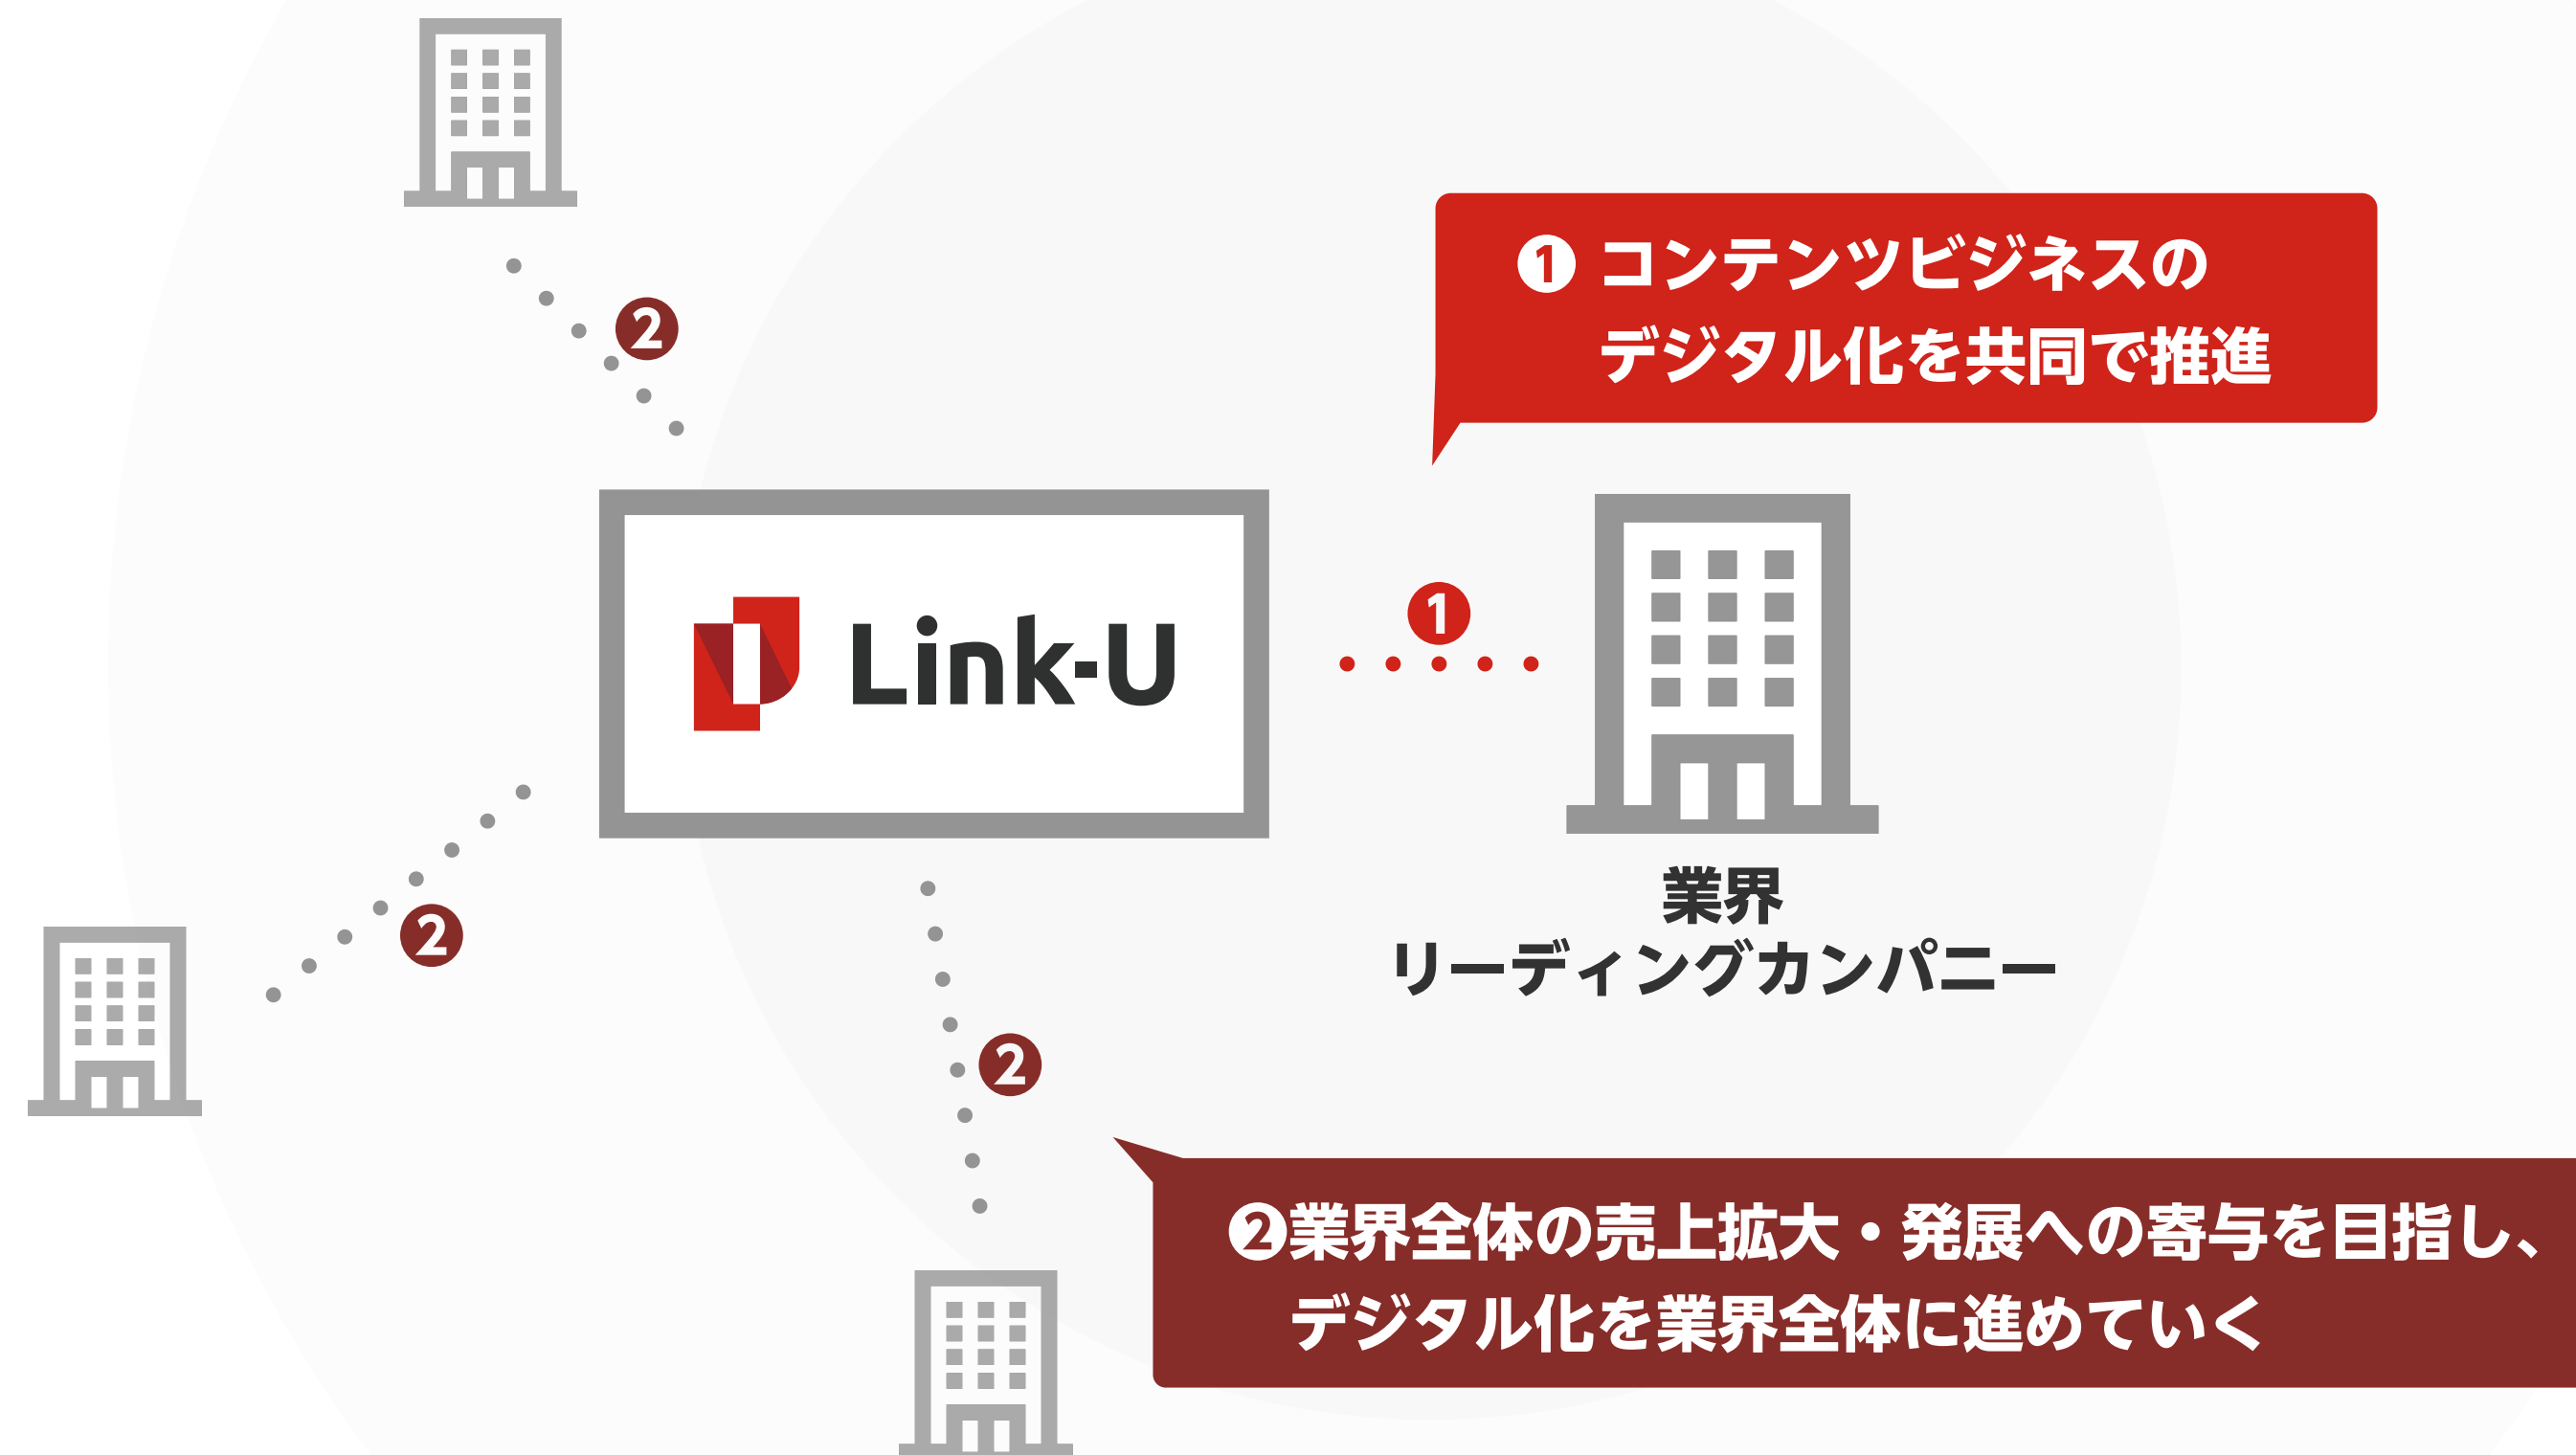 ❶ コンテンツビジネスの
デジタル化を共同で推進
❷
Link-U
❶
業界
リーディングカンパニー
❷
❷
❷業界全体の売上拡大・発展への寄与を目指し、
デジタル化を業界全体に進めていく